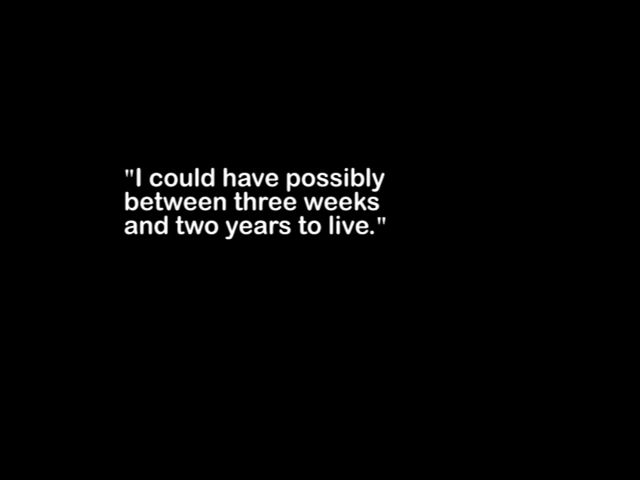 "I could have possibly
between three weeks
and two years to live."